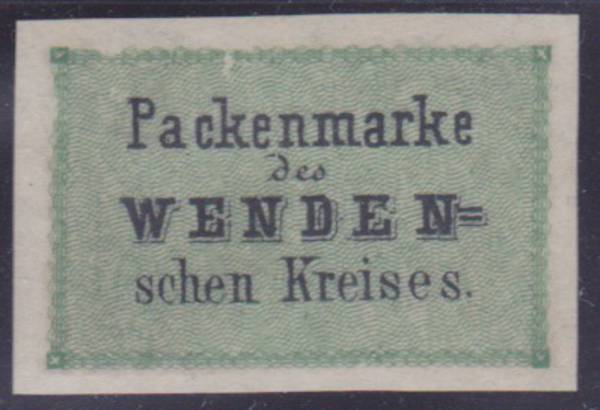 Packenmarke
des
WENDEN=
schen Kreises.